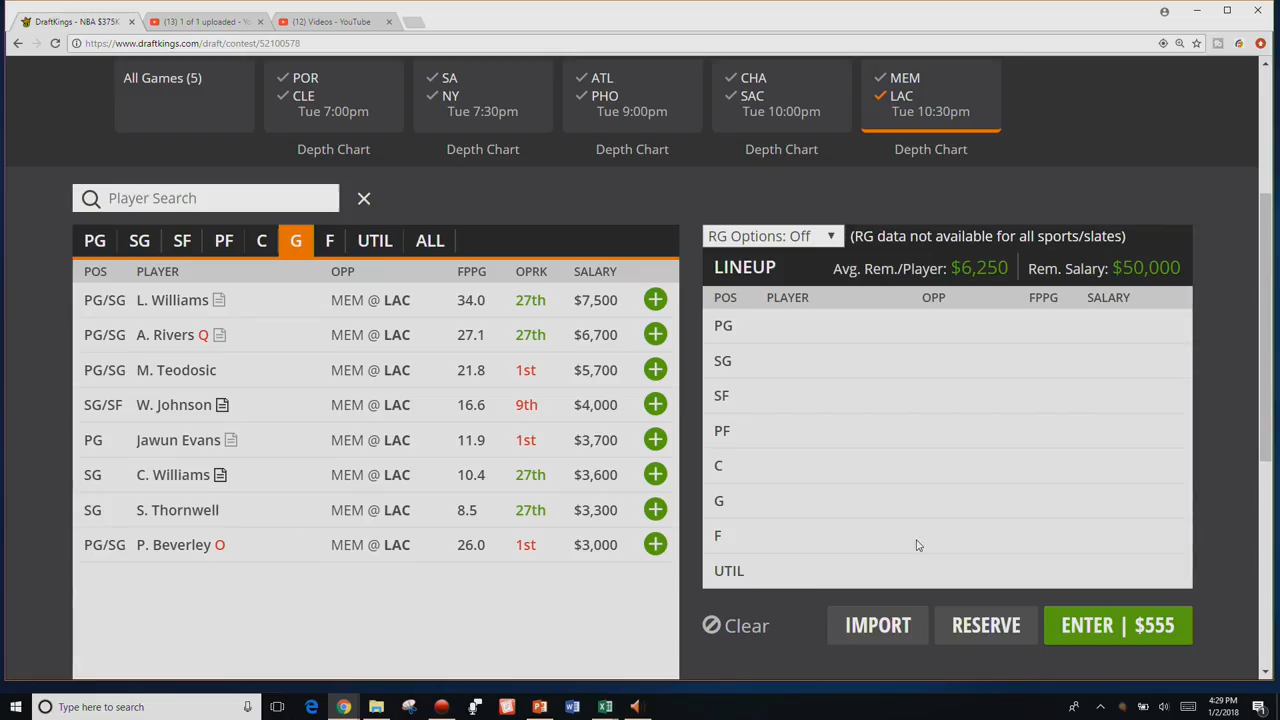 DraftKings - NBA $375K
(13) 1 of 1 uploaded - Yo
(12) Videos - YouTube
https://www.draftkings.com/draft/contest/52100578
All Games (5)
POR
CLE
Tue 7:00pm
SA
NY
Tue 7:30pm
ATL
PHO
Tue 9:00pm
CHA
SAC
Tue 10:00pm
MEM
LAC
Tue 10:30pm
Depth Chart Depth Chart Depth Chart Depth Chart Depth Chart
Player Search
PG SG SF PF C G F UTIL ALL
POS PLAYER OPP FPPG OPRK SALARY
PG/SG L. Williams MEM @ LAC 34.0 27th $7,500
PG/SG A. Rivers Q MEM @ LAC 27.1 27th $6,700
PG/SG M. Teodosic MEM @ LAC 21.8 1st $5,700
SG/SF W. Johnson MEM @ LAC 16.6 9th $4,000
PG Jawun Evans MEM @ LAC 11.9 1st $3,700
SG C. Williams MEM @ LAC 10.4 27th $3,600
SG S. Thornwell MEM @ LAC 8.5 27th $3,300
PG/SG P. Beverley O MEM @ LAC 26.0 1st $3,000
RG Options: Off (RG data not available for all sports/slates)
LINEUP Avg. Rem./Player: $6,250 Rem. Salary: $50,000
POS PLAYER OPP FPPG SALARY
PG
SG
SF
PF
C
G
F
UTIL
Clear IMPORT RESERVE ENTER | $555
Type here to search
4:29 PM
1/2/2018